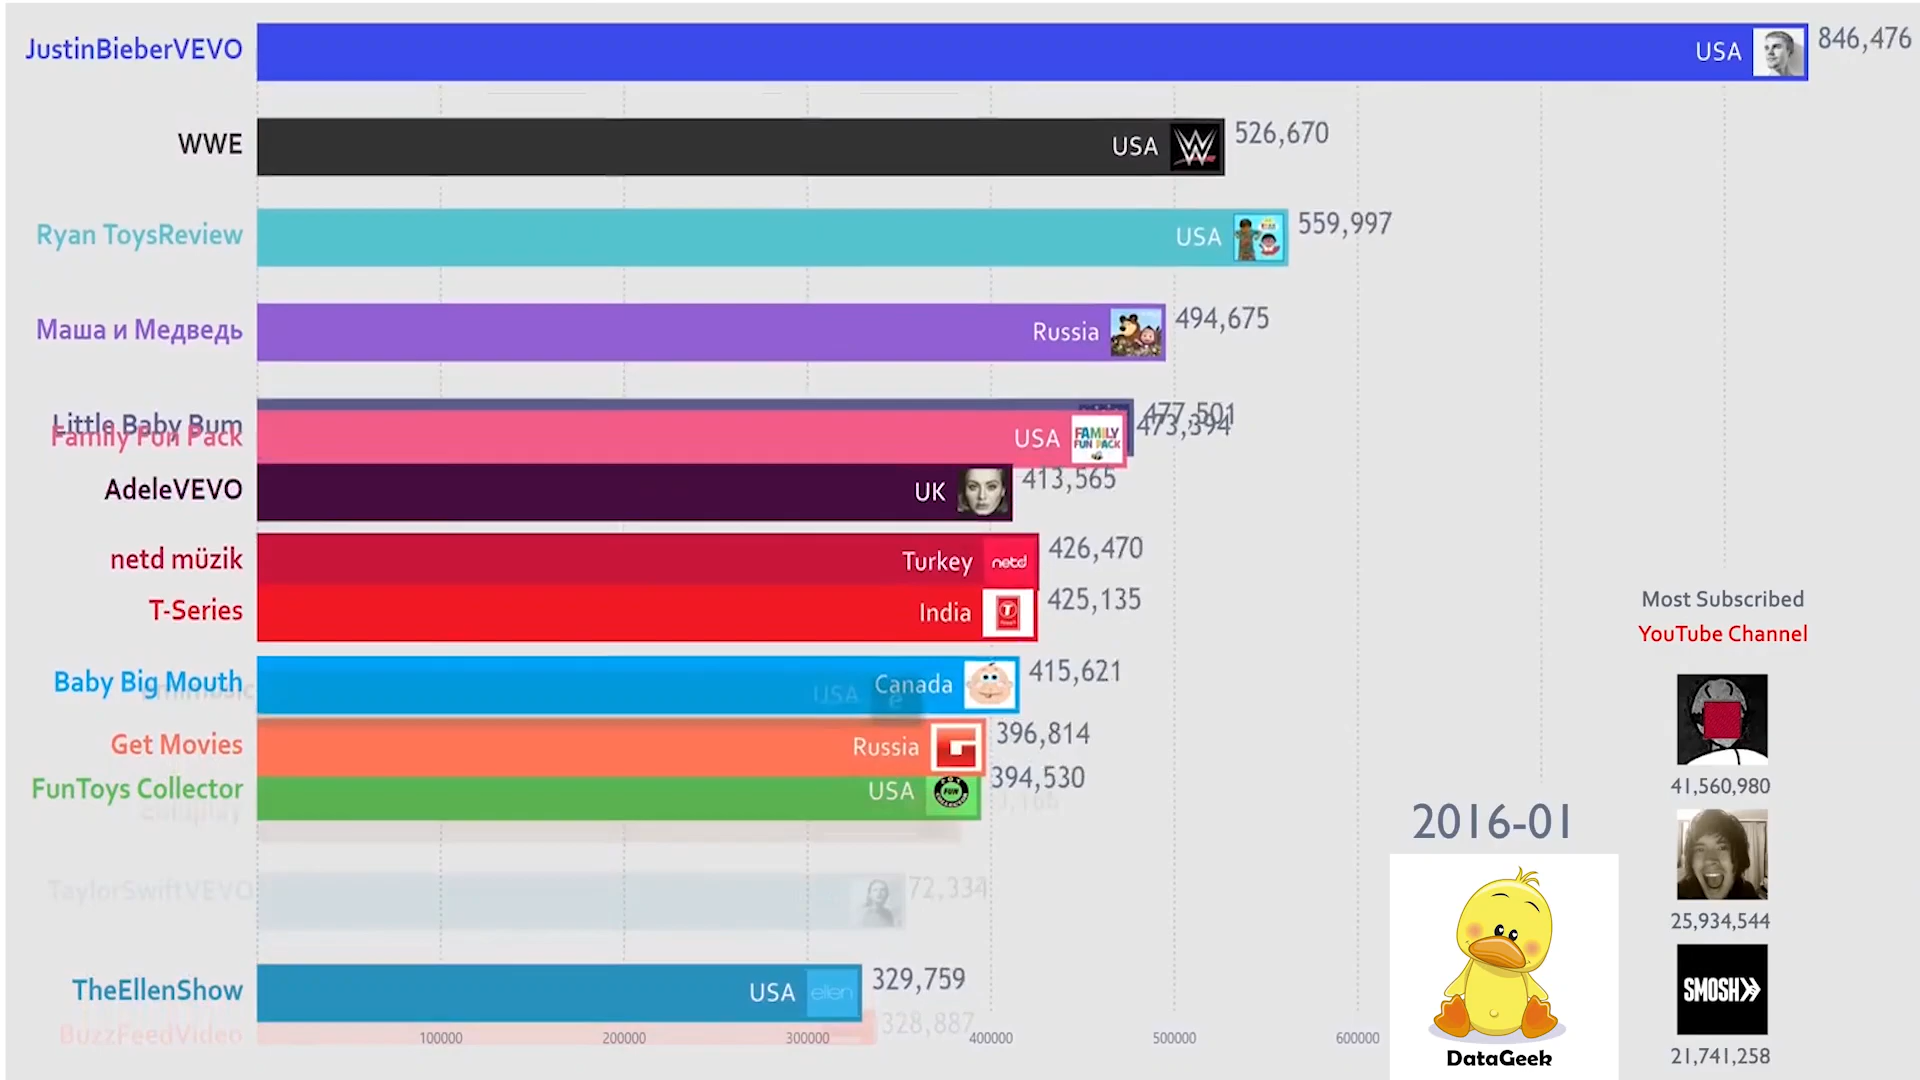 JustinBieberVEVO USA 846,476
WWE USA W 526,670
Ryan ToysReview USA 559,997
Маша и Медведь Russia 494,675
Little Baby Bum 477,501
Family Fun Pack USA FAMILY FUN PACK 473,394
AdeleVEVO UK 413,565
netd müzik Turkey netd 426,470
T-Series India 425,135
Baby Big Mouth Canada 415,621
USA e
Get Movies Russia G 396,814
FunToys Collector USA FUN 394,530
TaylorSwiftVEVO 72,334
TheEllenShow USA ellen 329,759
BuzzFeedVideo 328,887
100000 200000 300000 400000 500000 600000
Most Subscribed
YouTube Channel
41,560,980
25,934,544
SMOSH
21,741,258
2016-01
DataGeek